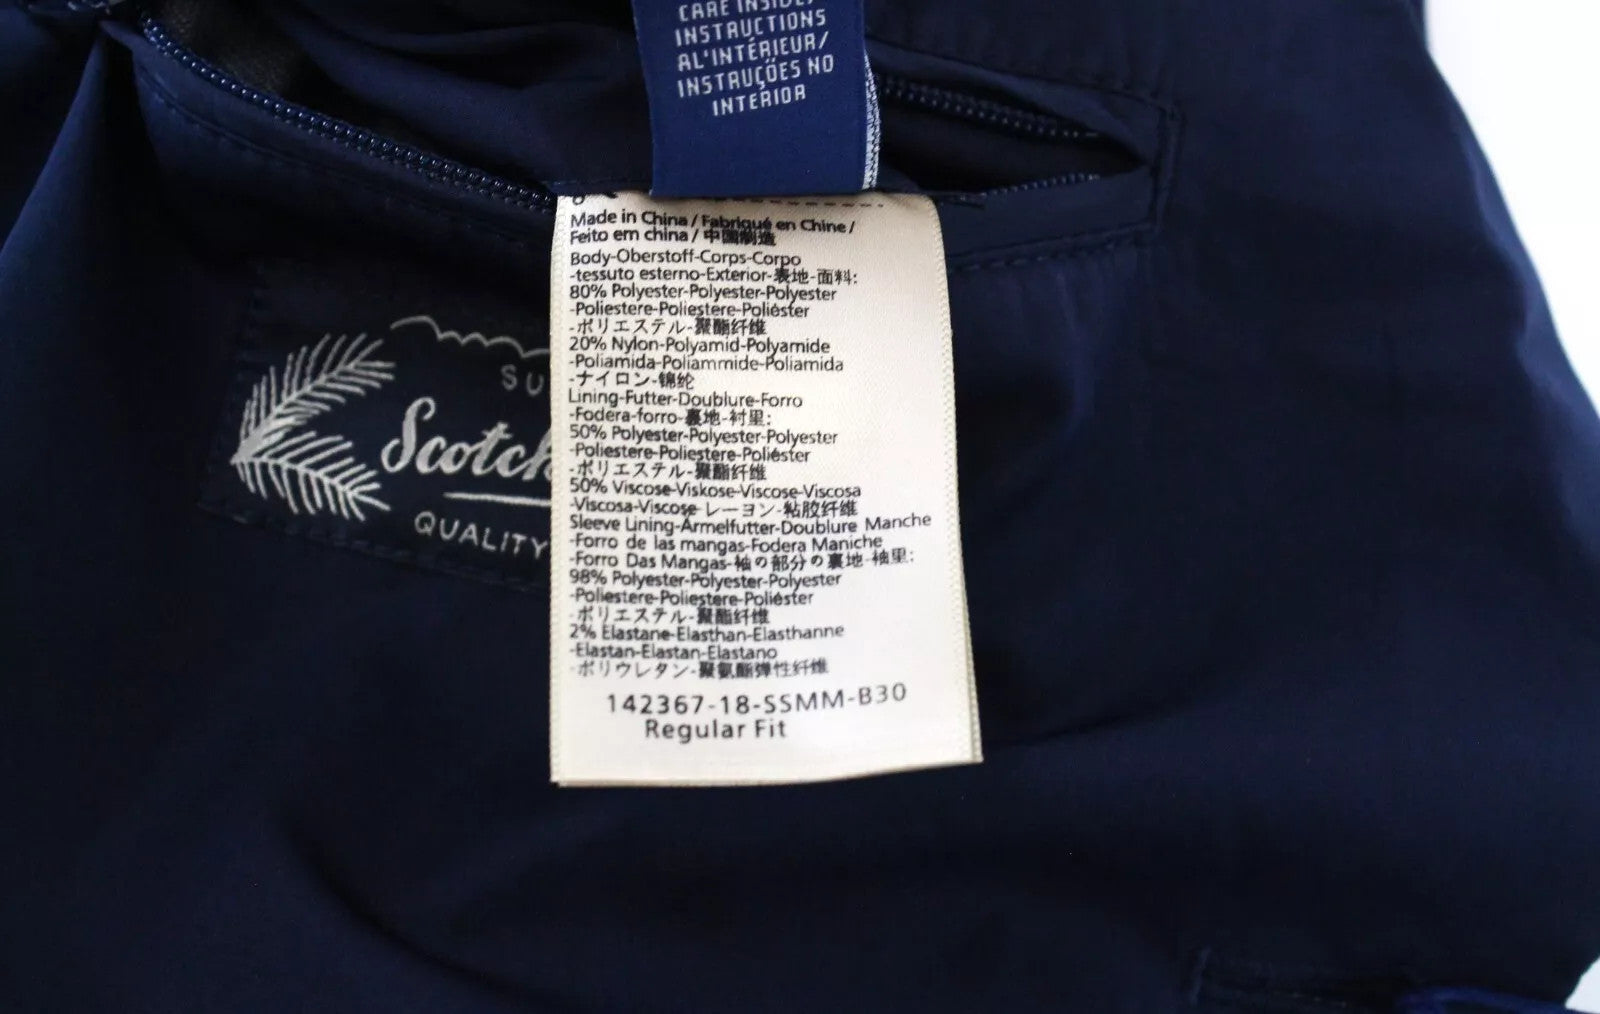 CARE INSIDE/
INSTRUCTIONS
AL'INTÉRIEUR/
INSTRUÇÖES NO
INTERIOR
Made in China / Fabriqué en Chine /
Feito em china / 中国制造
Body-Oberstoff-Corps-Corpo
-tessuto esterno-Exterior-表地-面料:
80% Polyester-Polyester-Polyester
-Poliestere-Poliestere-Poliéster
-ポリエステル-聚酯纤维
20% Nylon-Polyamid-Polyamide
-Poliamida-Poliammide-Poliamida
-ナイロン-锦纶
Lining-Futter-Doublure-Forro
-Fodera-forro-裏地-衬里:
50% Polyester-Polyester-Polyester
-Poliestere-Poliestere-Poliéster
-ポリエステル-聚酯纤维
50% Viscose-Viskose-Viscose-Viscosa
-Viscosa-Viscose-レーヨン-粘胶纤维
Sleeve Lining-Ärmelfutter-Doublure Manche
-Forro de las mangas-Fodera Maniche
-Forro Das Mangas-袖の部分の裏地-袖里:
98% Polyester-Polyester-Polyester
-Poliestere-Poliestere-Poliéster
-ポリエステル-聚酯纤维
2% Elastane-Elasthan-Elasthanne
-Elastan-Elastan-Elastano
-ポリウレタン-聚氨酯弹性纤维
142367-18-SSMM-B30
Regular Fit
SU
Scotch
QUALITY